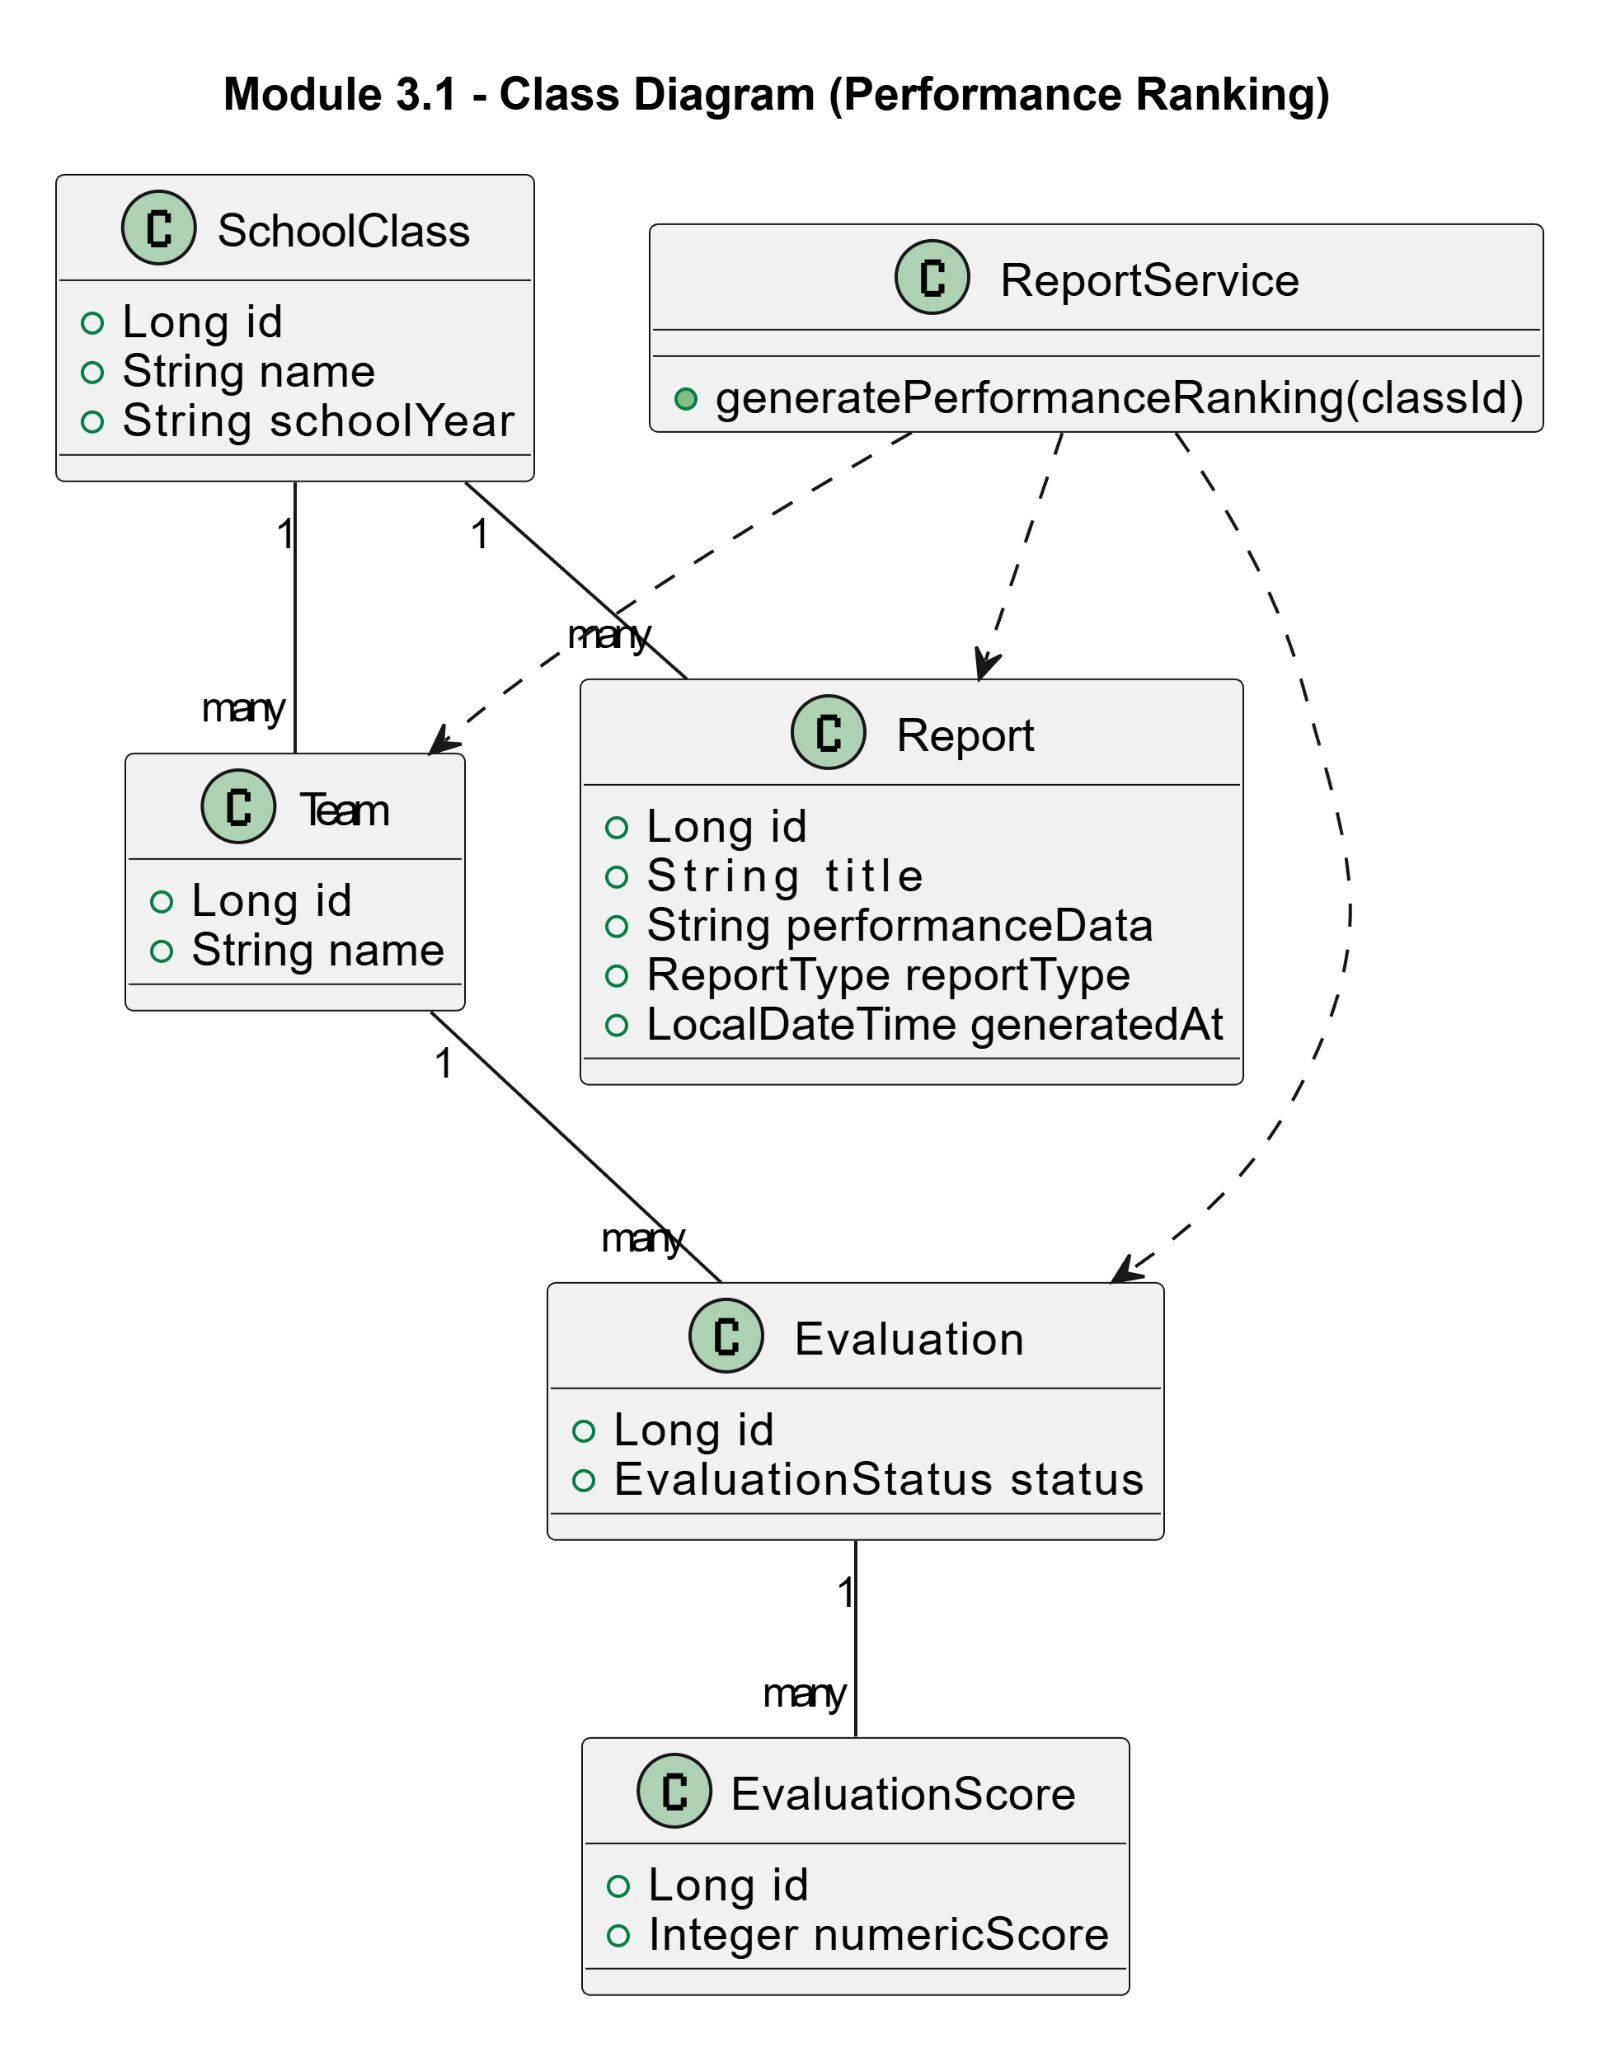 Module 3.1 - Class Diagram (Performance Ranking)
C SchoolClass
Long id
String name
String schoolYear
C ReportService
generatePerformanceRanking(classId)
1
1
many
many
C Team
Long id
String name
C Report
Long id
String title
String performanceData
ReportType reportType
LocalDateTime generatedAt
1
many
C Evaluation
Long id
EvaluationStatus status
1
many
C EvaluationScore
Long id
Integer numericScore